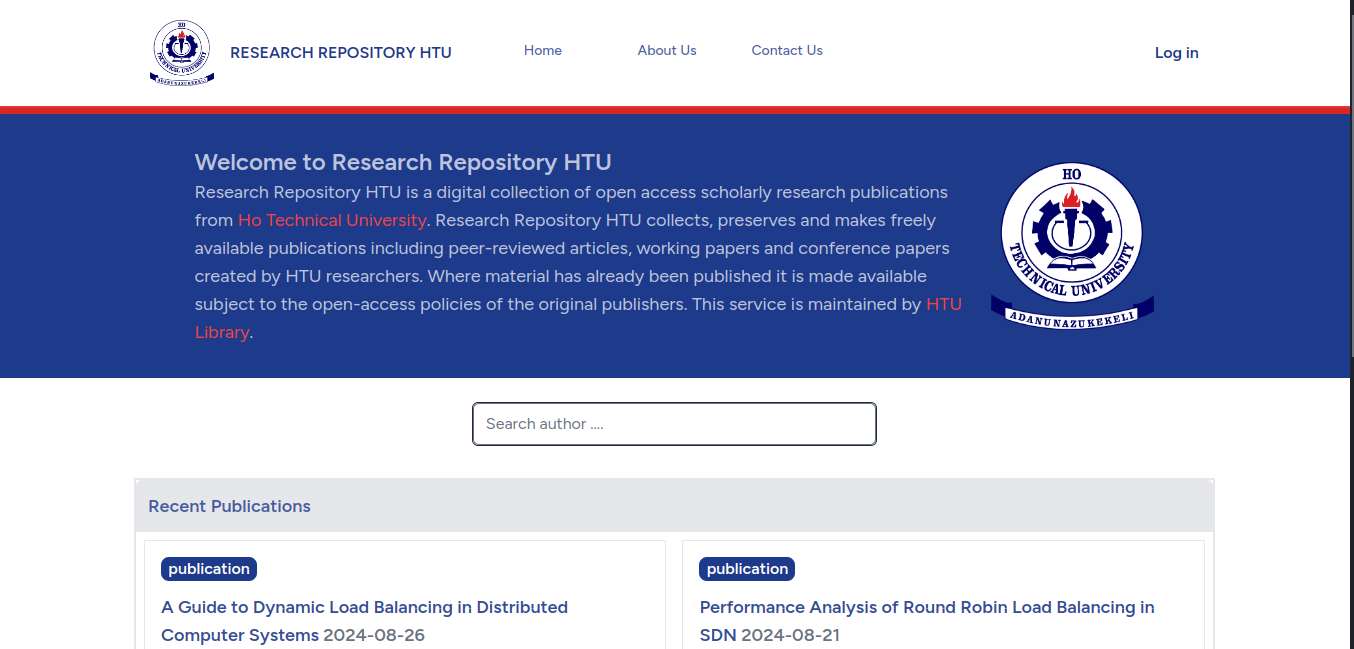 HO
TECHNICAL UNIVERSITY
ADANUNAZUKEKELI
RESEARCH REPOSITORY HTU
Home
About Us
Contact Us
Log in
Welcome to Research Repository HTU
Research Repository HTU is a digital collection of open access scholarly research publications
from Ho Technical University. Research Repository HTU collects, preserves and makes freely
available publications including peer-reviewed articles, working papers and conference papers
created by HTU researchers. Where material has already been published it is made available
subject to the open-access policies of the original publishers. This service is maintained by HTU
Library.
HO
TECHNICAL UNIVERSITY
ADANUNAZUKEKELI
Search author ....
Recent Publications
publication
A Guide to Dynamic Load Balancing in Distributed
Computer Systems 2024-08-26
publication
Performance Analysis of Round Robin Load Balancing in
SDN 2024-08-21